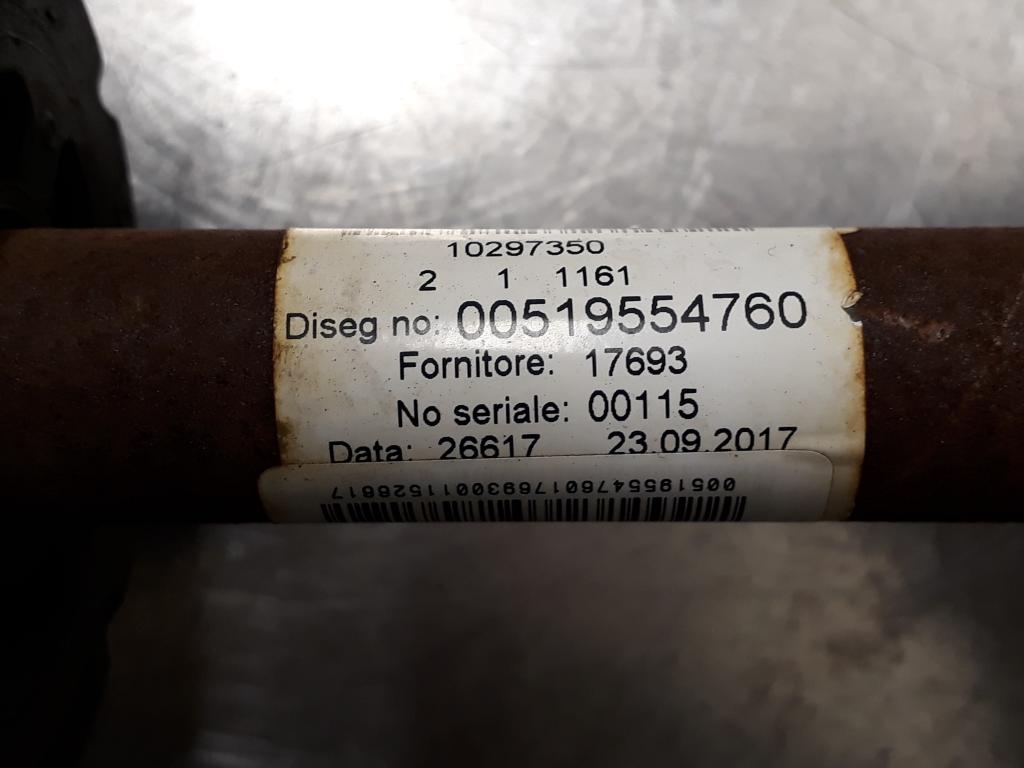 10297350
2 1 1161
Diseg no: 00519554760
Fornitore: 17693
No seriale: 00115
Data: 26617 23.09.2017
00519554760176930011526617